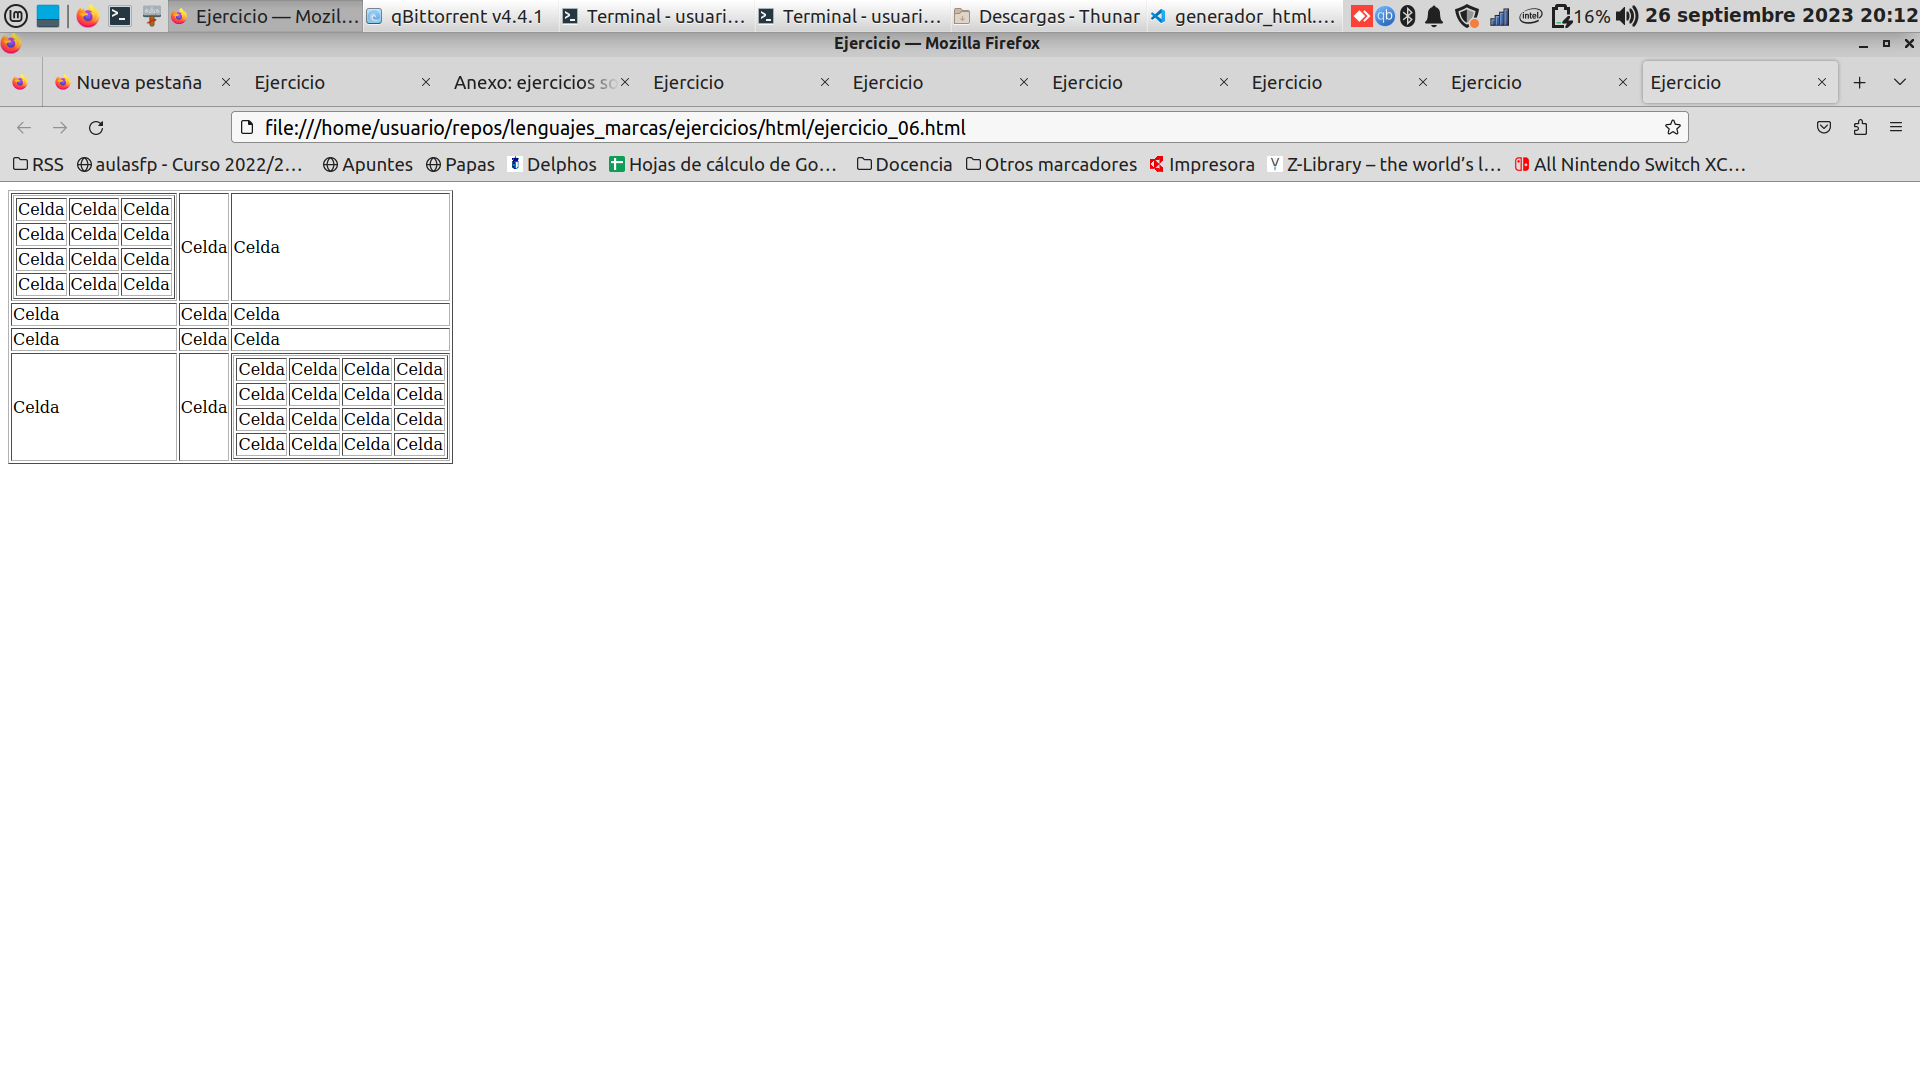 Ejercicio — Mozil... qBittorrent v4.4.1 Terminal - usuari... Terminal - usuari... Descargas - Thunar generador_html.... qb intel 16% 26 septiembre 2023 20:12
Ejercicio — Mozilla Firefox
Nueva pestaña Ejercicio Anexo: ejercicios so Ejercicio Ejercicio Ejercicio Ejercicio Ejercicio Ejercicio
file:///home/usuario/repos/lenguajes_marcas/ejercicios/html/ejercicio_06.html
RSS aulasfp - Curso 2022/2... Apuntes Papas Delphos Hojas de cálculo de Go... Docencia Otros marcadores Impresora Z-Library – the world's l... All Nintendo Switch XC...
Celda Celda Celda
Celda Celda Celda
Celda Celda
Celda Celda Celda
Celda Celda Celda
Celda Celda Celda
Celda Celda Celda
Celda Celda Celda Celda
Celda Celda Celda Celda
Celda Celda
Celda Celda Celda Celda
Celda Celda Celda Celda